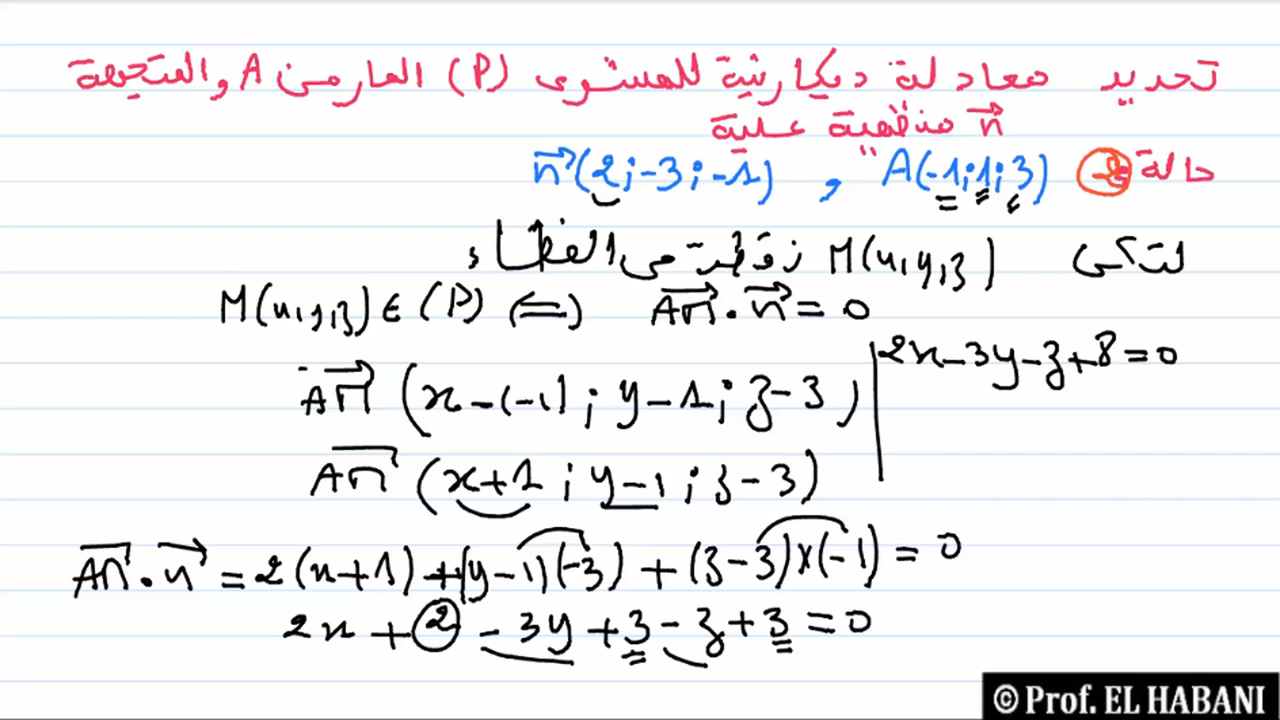 تحديد معادلة ديكارتية للمستوى (P) المار من A والمتجهة
n⃗ منظمية عليه
حالة 2 A(-1;1;3) , n⃗(2;-3;-1)
لتكن M(x,y,z) نقطة من الفضاء
M(x,y,z) ∈ (P) ⇔ AM⃗ . n⃗ = 0
AM⃗ (x-(-1) ; y-1 ; z-3)
AM⃗ (x+1 ; y-1 ; z-3)
2x-3y-z+8=0
AM⃗ . n⃗ = 2(x+1) + (y-1)(-3) + (z-3)×(-1) = 0
2x + 2 - 3y + 3 - z + 3 = 0
© Prof. EL HABANI